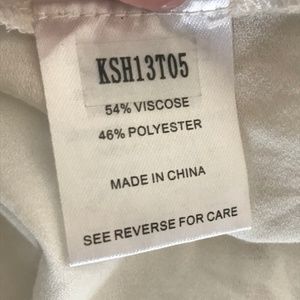 KSH13T05
54% VISCOSE
46% POLYESTER
MADE IN CHINA
SEE REVERSE FOR CARE